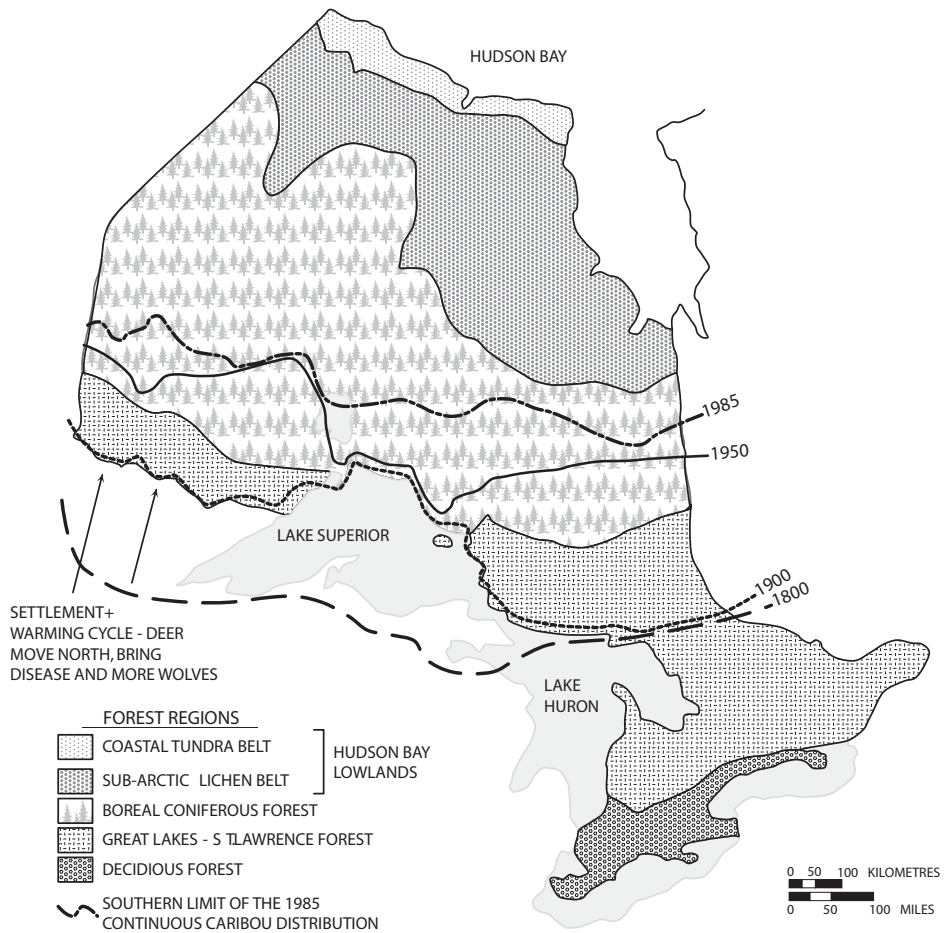 HUDSON BAY
1985
1950
LAKE SUPERIOR
1900
1800
SETTLEMENT+
WARMING CYCLE - DEER
MOVE NORTH, BRING
DISEASE AND MORE WOLVES
LAKE
HURON
FOREST REGIONS
COASTAL TUNDRA BELT
SUB-ARCTIC LICHEN BELT
HUDSON BAY
LOWLANDS
BOREAL CONIFEROUS FOREST
GREAT LAKES - S TLAWRENCE FOREST
DECIDIOUS FOREST
SOUTHERN LIMIT OF THE 1985
CONTINUOUS CARIBOU DISTRIBUTION
0 50 100 KILOMETRES
0 50 100 MILES